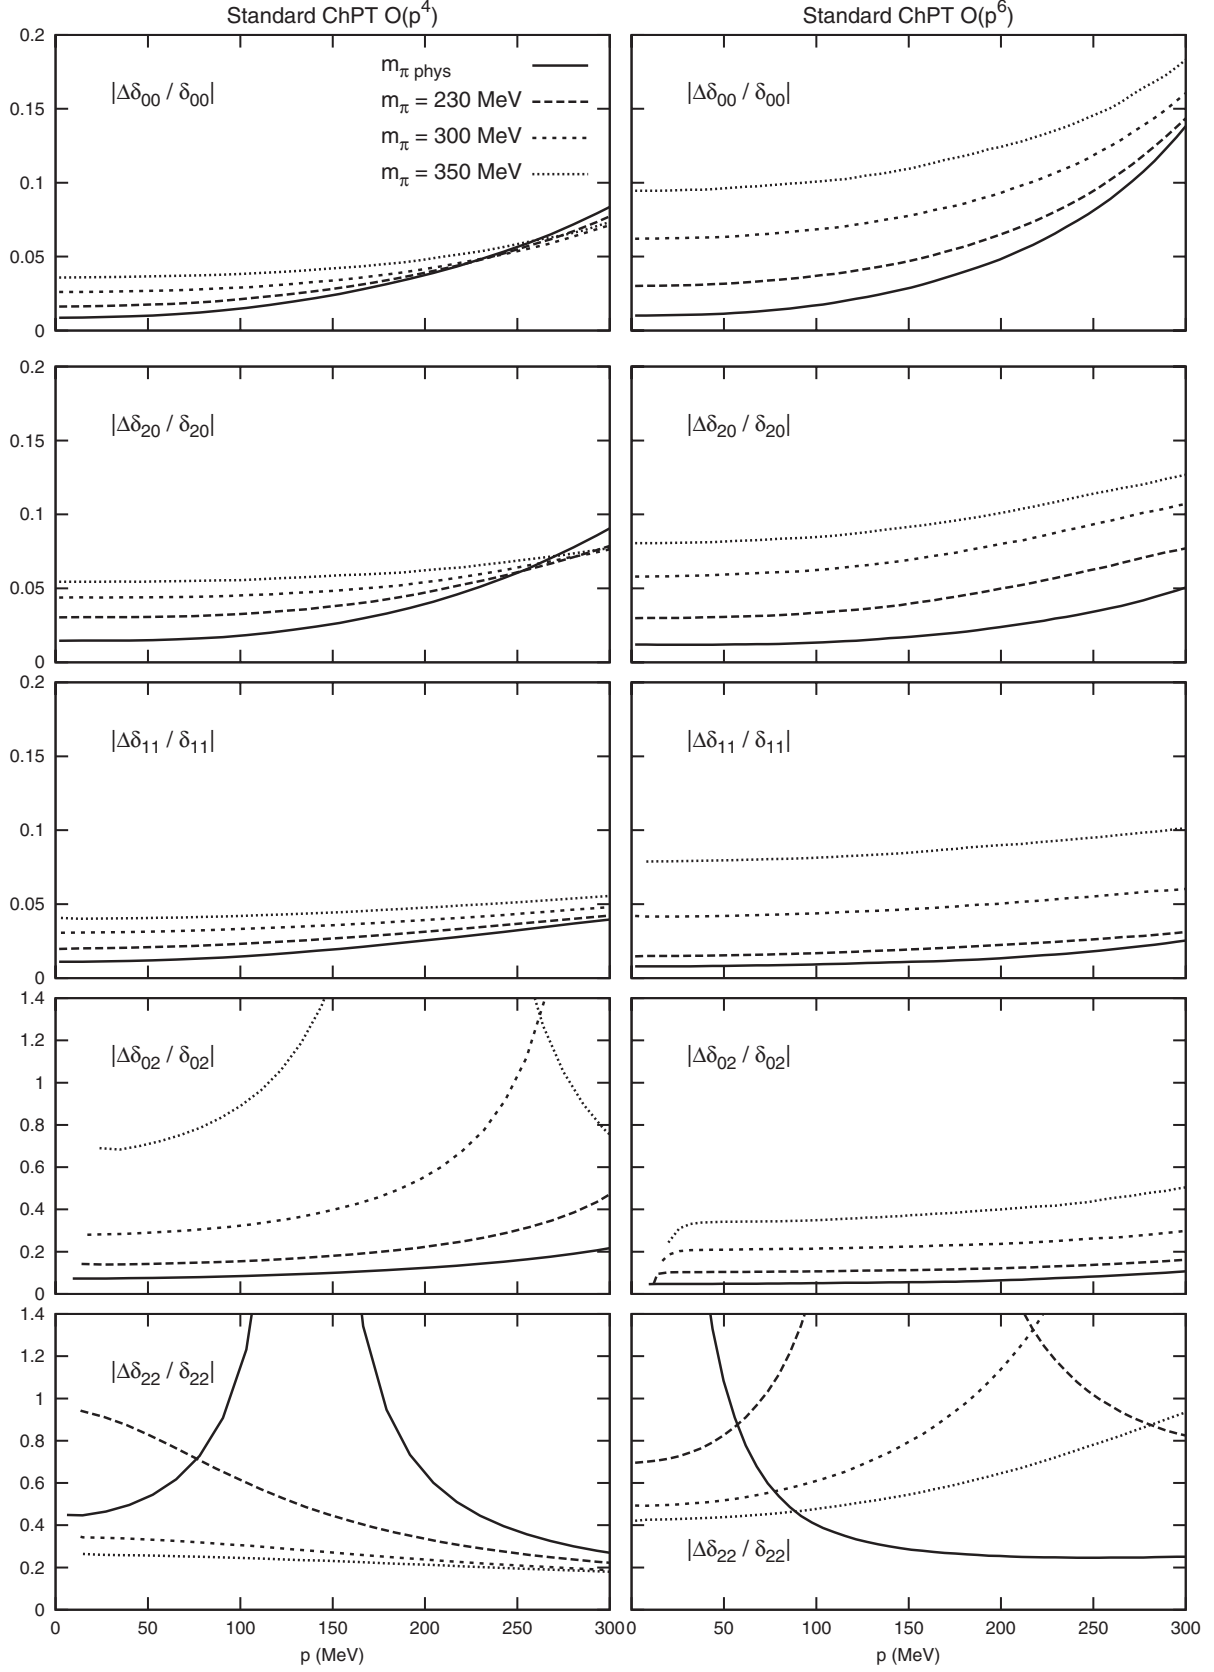 Standard ChPT O(p⁴)
Standard ChPT O(p⁶)
0.2
0.15
0.1
0.05
0
|Δδ₀₀ / δ₀₀|
m_π phys
m_π = 230 MeV
m_π = 300 MeV
m_π = 350 MeV
|Δδ₀₀ / δ₀₀|
0.2
0.15
0.1
0.05
0
|Δδ₂₀ / δ₂₀|
|Δδ₂₀ / δ₂₀|
0.2
0.15
0.1
0.05
0
|Δδ₁₁ / δ₁₁|
|Δδ₁₁ / δ₁₁|
1.4
1.2
1
0.8
0.6
0.4
0.2
0
|Δδ₀₂ / δ₀₂|
|Δδ₀₂ / δ₀₂|
1.4
1.2
1
0.8
0.6
0.4
0.2
0
|Δδ₂₂ / δ₂₂|
|Δδ₂₂ / δ₂₂|
0 50 100 150 200 250 300
0 50 100 150 200 250 300
p (MeV)
p (MeV)